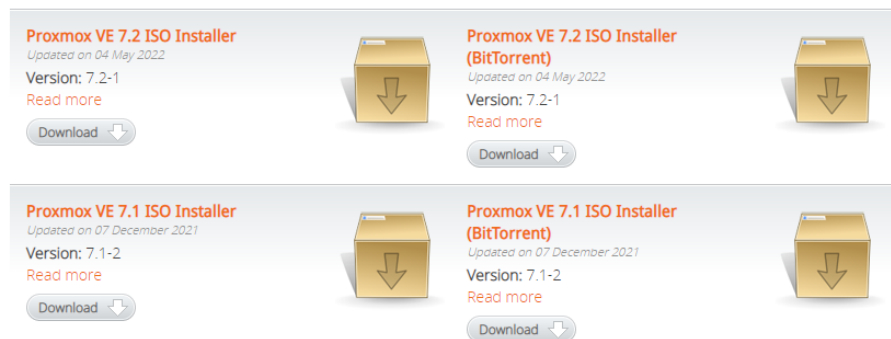 Proxmox VE 7.2 ISO Installer
Updated on 04 May 2022
Version: 7.2-1
Read more
Download
Proxmox VE 7.2 ISO Installer
(BitTorrent)
Updated on 04 May 2022
Version: 7.2-1
Read more
Download
Proxmox VE 7.1 ISO Installer
Updated on 07 December 2021
Version: 7.1-2
Read more
Download
Proxmox VE 7.1 ISO Installer
(BitTorrent)
Updated on 07 December 2021
Version: 7.1-2
Read more
Download